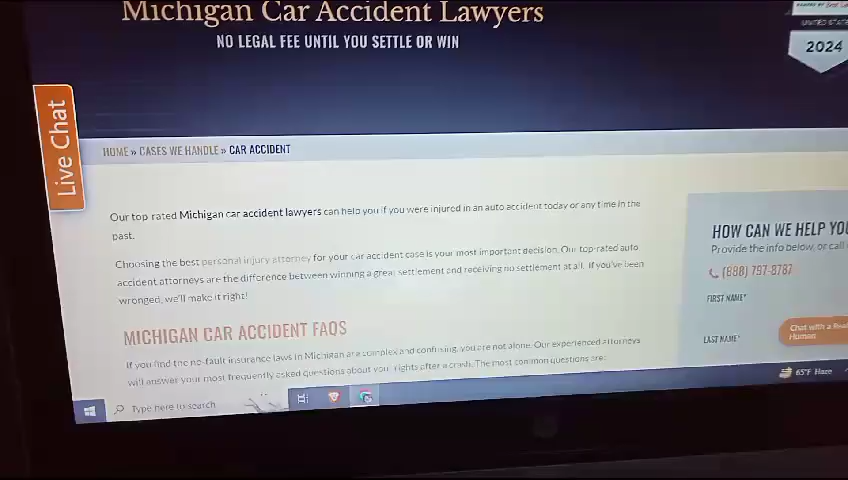 Michigan Car Accident Lawyers
NO LEGAL FEE UNTIL YOU SETTLE OR WIN
UNITED STATE
2024
Live Chat
HOME » CASES WE HANDLE » CAR ACCIDENT
Our top rated Michigan car accident lawyers can help you if you were injured in an auto accident today or any time in the
past.
Choosing the best personal injury attorney for your car accident case is your most important decision. Our top-rated auto
accident attorneys are the difference between winning a great settlement and receiving no settlement at all. If you've been
wronged, we'll make it right!
MICHIGAN CAR ACCIDENT FAQS
If you find the no-fault insurance laws in Michigan are complex and confusing, you are not alone. Our experienced attorneys
will answer your most frequently asked questions about your rights after a crash. The most common questions are:
HOW CAN WE HELP YOU
Provide the info below, or call
(888) 797-8787
FIRST NAME*
LAST NAME*
Chat with a Real
Human
Type here to search
65°F Haze